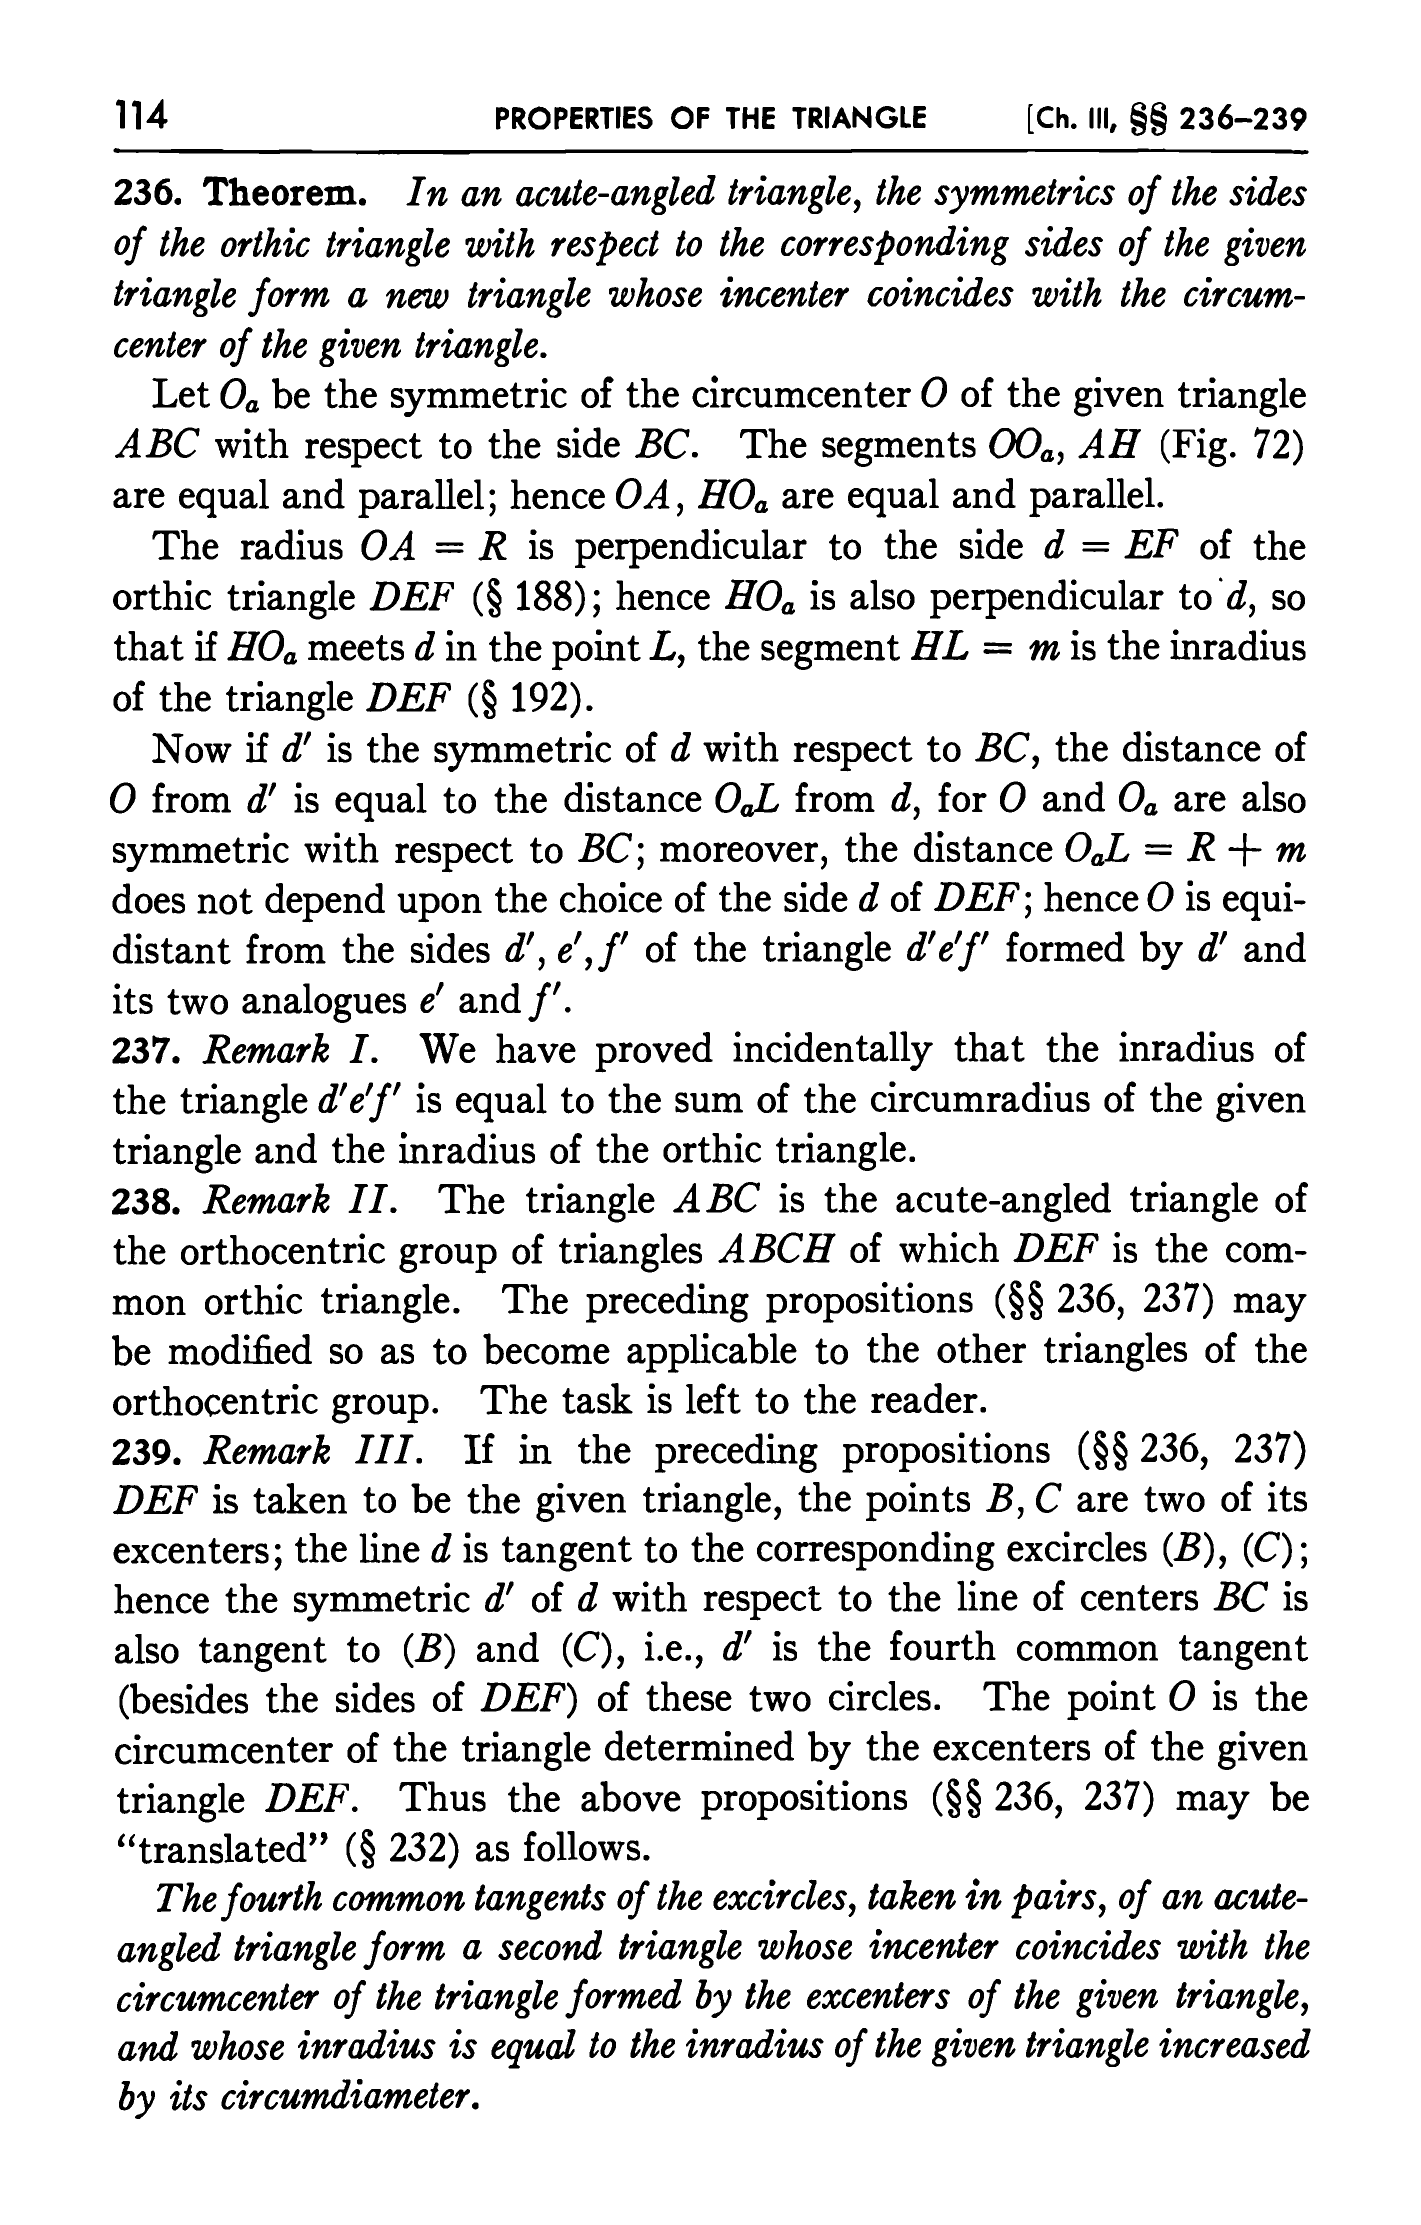 114 PROPERTIES OF THE TRIANGLE [Ch. III, §§ 236–239
236. Theorem. In an acute-angled triangle, the symmetrics of the sides
of the orthic triangle with respect to the corresponding sides of the given
triangle form a new triangle whose incenter coincides with the circum-
center of the given triangle.
Let Oₐ be the symmetric of the circumcenter O of the given triangle
ABC with respect to the side BC. The segments OOₐ, AH (Fig. 72)
are equal and parallel; hence OA, HOₐ are equal and parallel.
The radius OA = R is perpendicular to the side d = EF of the
orthic triangle DEF (§ 188); hence HOₐ is also perpendicular to d, so
that if HOₐ meets d in the point L, the segment HL = m is the inradius
of the triangle DEF (§ 192).
Now if d′ is the symmetric of d with respect to BC, the distance of
O from d′ is equal to the distance OₐL from d, for O and Oₐ are also
symmetric with respect to BC; moreover, the distance OₐL = R + m
does not depend upon the choice of the side d of DEF; hence O is equi-
distant from the sides d′, e′, f′ of the triangle d′e′f′ formed by d′ and
its two analogues e′ and f′.
237. Remark I. We have proved incidentally that the inradius of
the triangle d′e′f′ is equal to the sum of the circumradius of the given
triangle and the inradius of the orthic triangle.
238. Remark II. The triangle ABC is the acute-angled triangle of
the orthocentric group of triangles ABCH of which DEF is the com-
mon orthic triangle. The preceding propositions (§§ 236, 237) may
be modified so as to become applicable to the other triangles of the
orthocentric group. The task is left to the reader.
239. Remark III. If in the preceding propositions (§§ 236, 237)
DEF is taken to be the given triangle, the points B, C are two of its
excenters; the line d is tangent to the corresponding excircles (B), (C);
hence the symmetric d′ of d with respect to the line of centers BC is
also tangent to (B) and (C), i.e., d′ is the fourth common tangent
(besides the sides of DEF) of these two circles. The point O is the
circumcenter of the triangle determined by the excenters of the given
triangle DEF. Thus the above propositions (§§ 236, 237) may be
“translated” (§ 232) as follows.
The fourth common tangents of the excircles, taken in pairs, of an acute-
angled triangle form a second triangle whose incenter coincides with the
circumcenter of the triangle formed by the excenters of the given triangle,
and whose inradius is equal to the inradius of the given triangle increased
by its circumdiameter.